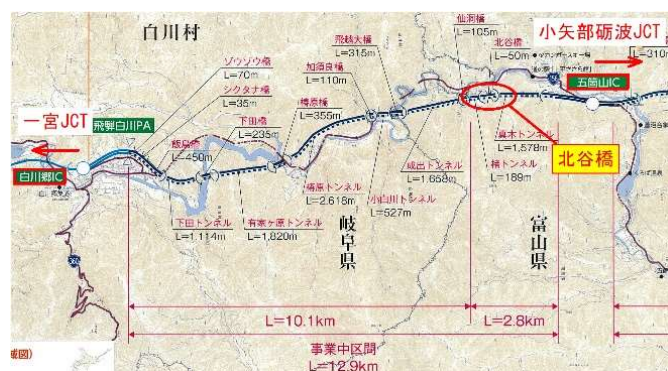 白川村
仙洞橋
L=105m
小矢部砺波JCT
飛越大橋
L=315m
北谷橋
L=50m
L=310m
ゾウゾウ橋
L=70m
加須良橋
L=110m
五箇山IC
シクタナ橋
L=35m
一宮JCT
飛騨白川PA
下田橋
L=235m
椿原橋
L=355m
飯島橋
L=450m
真木トンネル
L=1,578m
北谷橋
白川郷IC
成出トンネル
L=1,658m
楮トンネル
L=189m
椿原トンネル
L=2,618m
小白川トンネル
L=527m
下田トンネル
L=1,114m
有家ヶ原トンネル
L=1,820m
岐阜県
富山県
L=10.1km
L=2.8km
事業中区間
L=12.9km
域図)